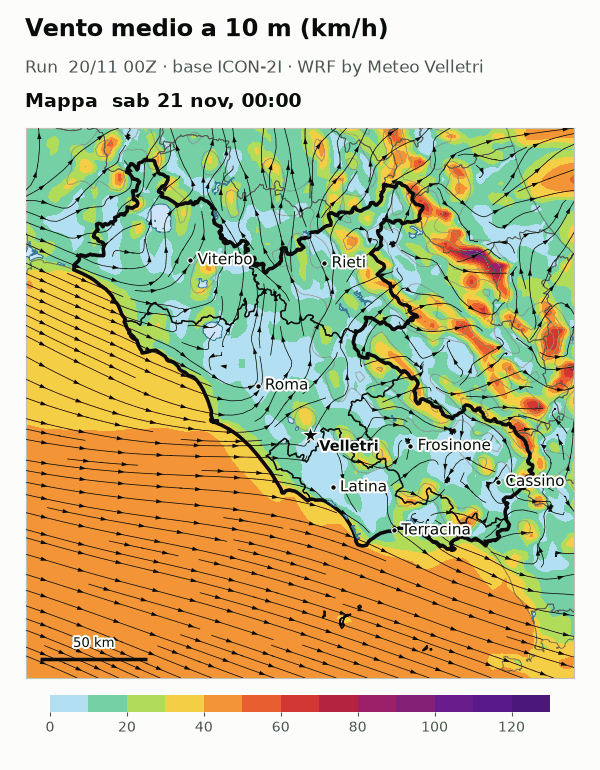 Vento medio a 10 m (km/h)
Run  20/11 00Z · base ICON-2I · WRF by Meteo Velletri
Mappa  sab 21 nov, 00:00
Viterbo
Rieti
Roma
Velletri
Frosinone
Cassino
Latina
Terracina
50 km
0 20 40 60 80 100 120